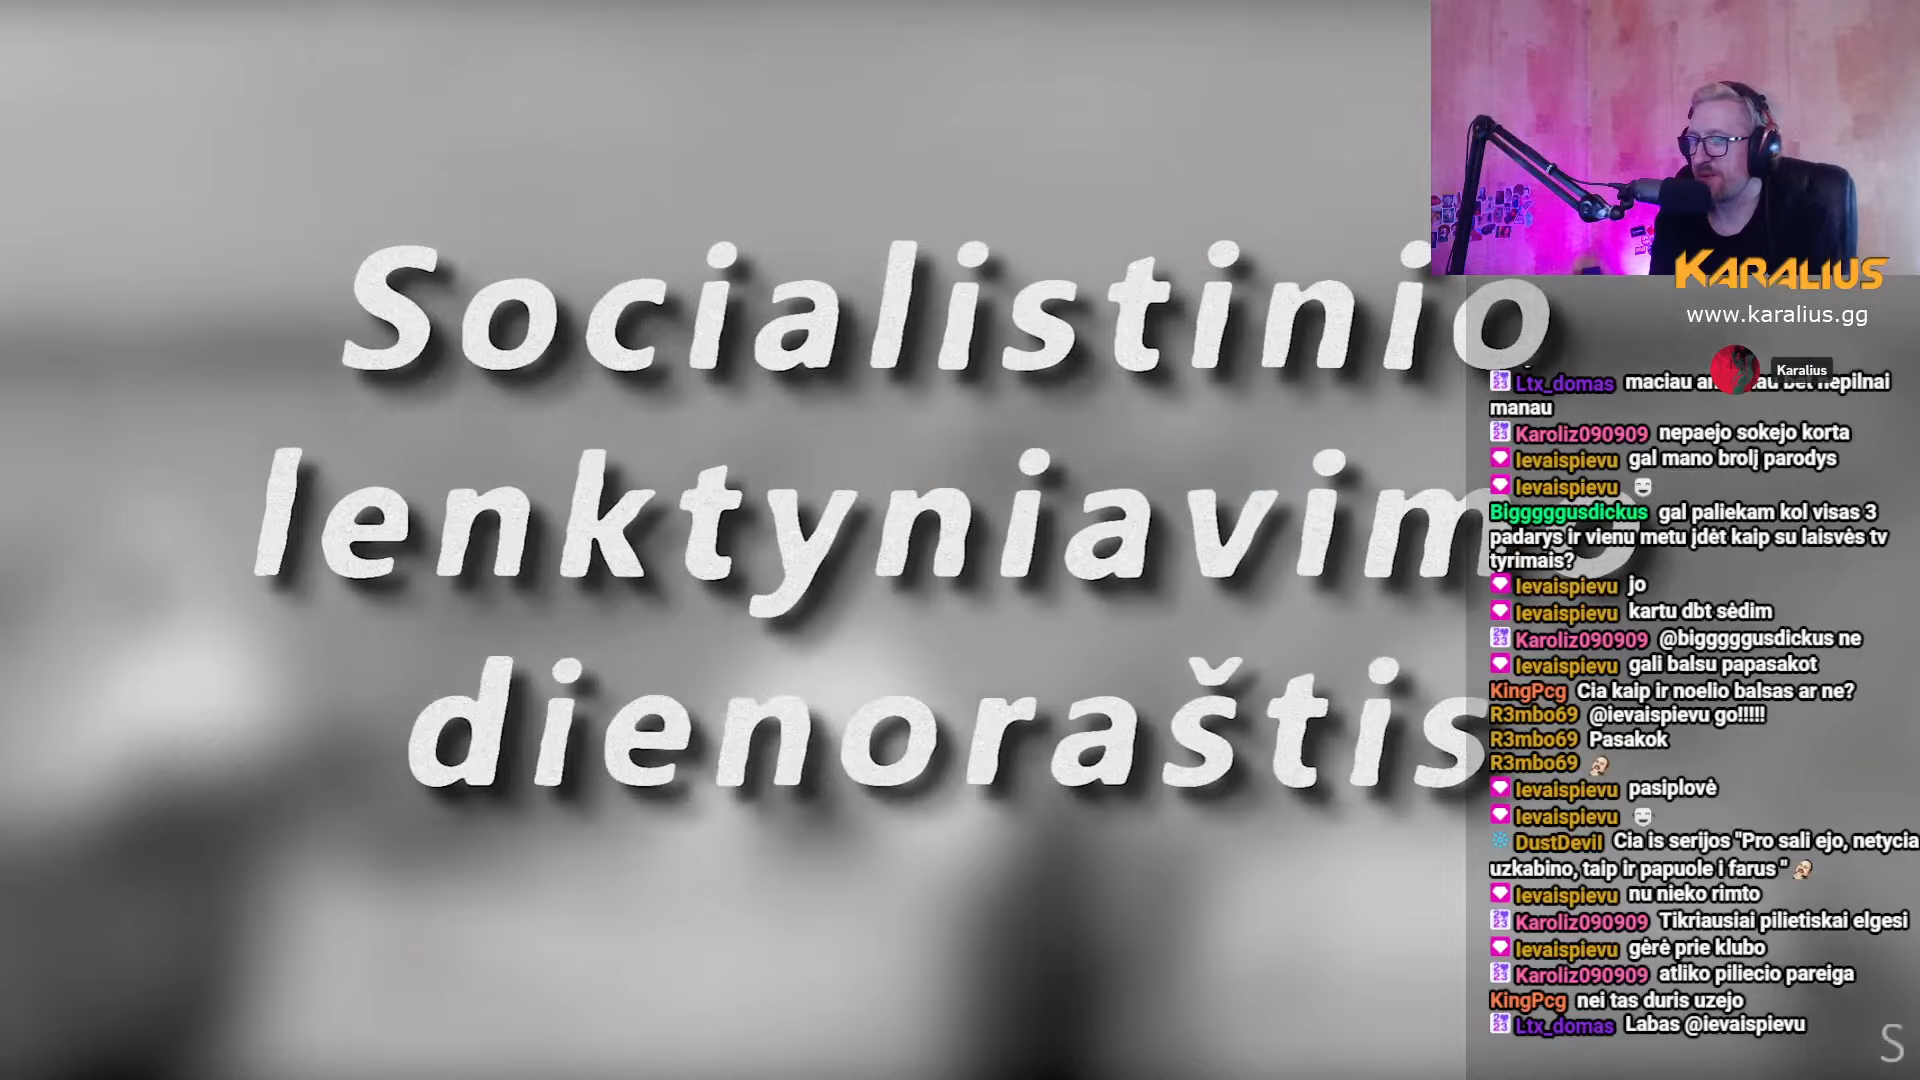 Socialistinio
lenktyniavimo
dienoraštis
KARALIUS
www.karalius.gg
Karalius
Ltx_domas maciau bet nepilnai
manau
Karoliz090909 nepaejo sokejo korta
Ievaispievu gal mano brolį parodys
Ievaispievu
Bigggggusdickus gal paliekam kol visas 3
padarys ir vienu metu įdėt kaip su laisvės tv
tyrimais?
Ievaispievu jo
Ievaispievu kartu dbt sėdim
Karoliz090909 @bigggggusdickus ne
Ievaispievu gali balsu papasakot
KingPcg Cia kaip ir noelio balsas ar ne?
R3mbo69 @ievaispievu go!!!!!
R3mbo69 Pasakok
R3mbo69
Ievaispievu pasiplovė
Ievaispievu
DustDevil Cia is serijos "Pro sali ejo, netycia
uzkabino, taip ir papuole i farus"
Ievaispievu nu nieko rimto
Karoliz090909 Tikriausiai pilietiskai elgesi
Ievaispievu gėrė prie klubo
Karoliz090909 atliko piliecio pareiga
KingPcg nei tas duris uzejo
Ltx_domas Labas @ievaispievu
S